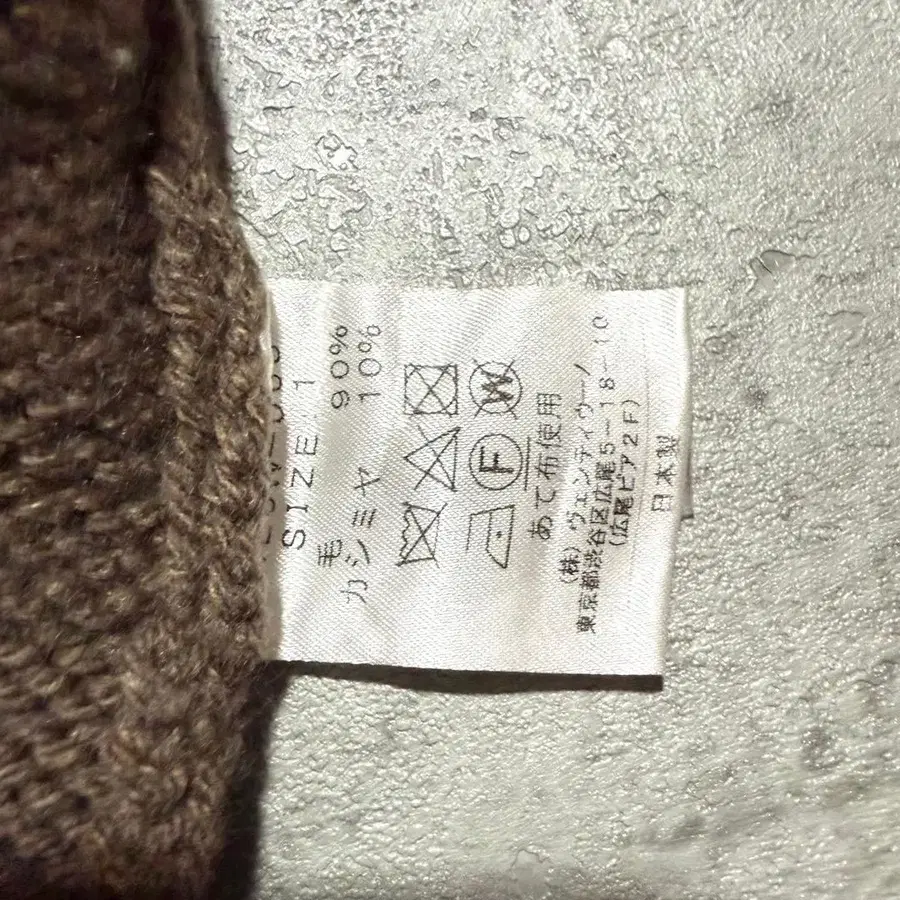 SIZE 1
毛 90%
カシミヤ 10%
F W
あて布使用
(株)ヴェンティウーノ
東京都渋谷区広尾5-18-10
(広尾ピア2F)
日本製